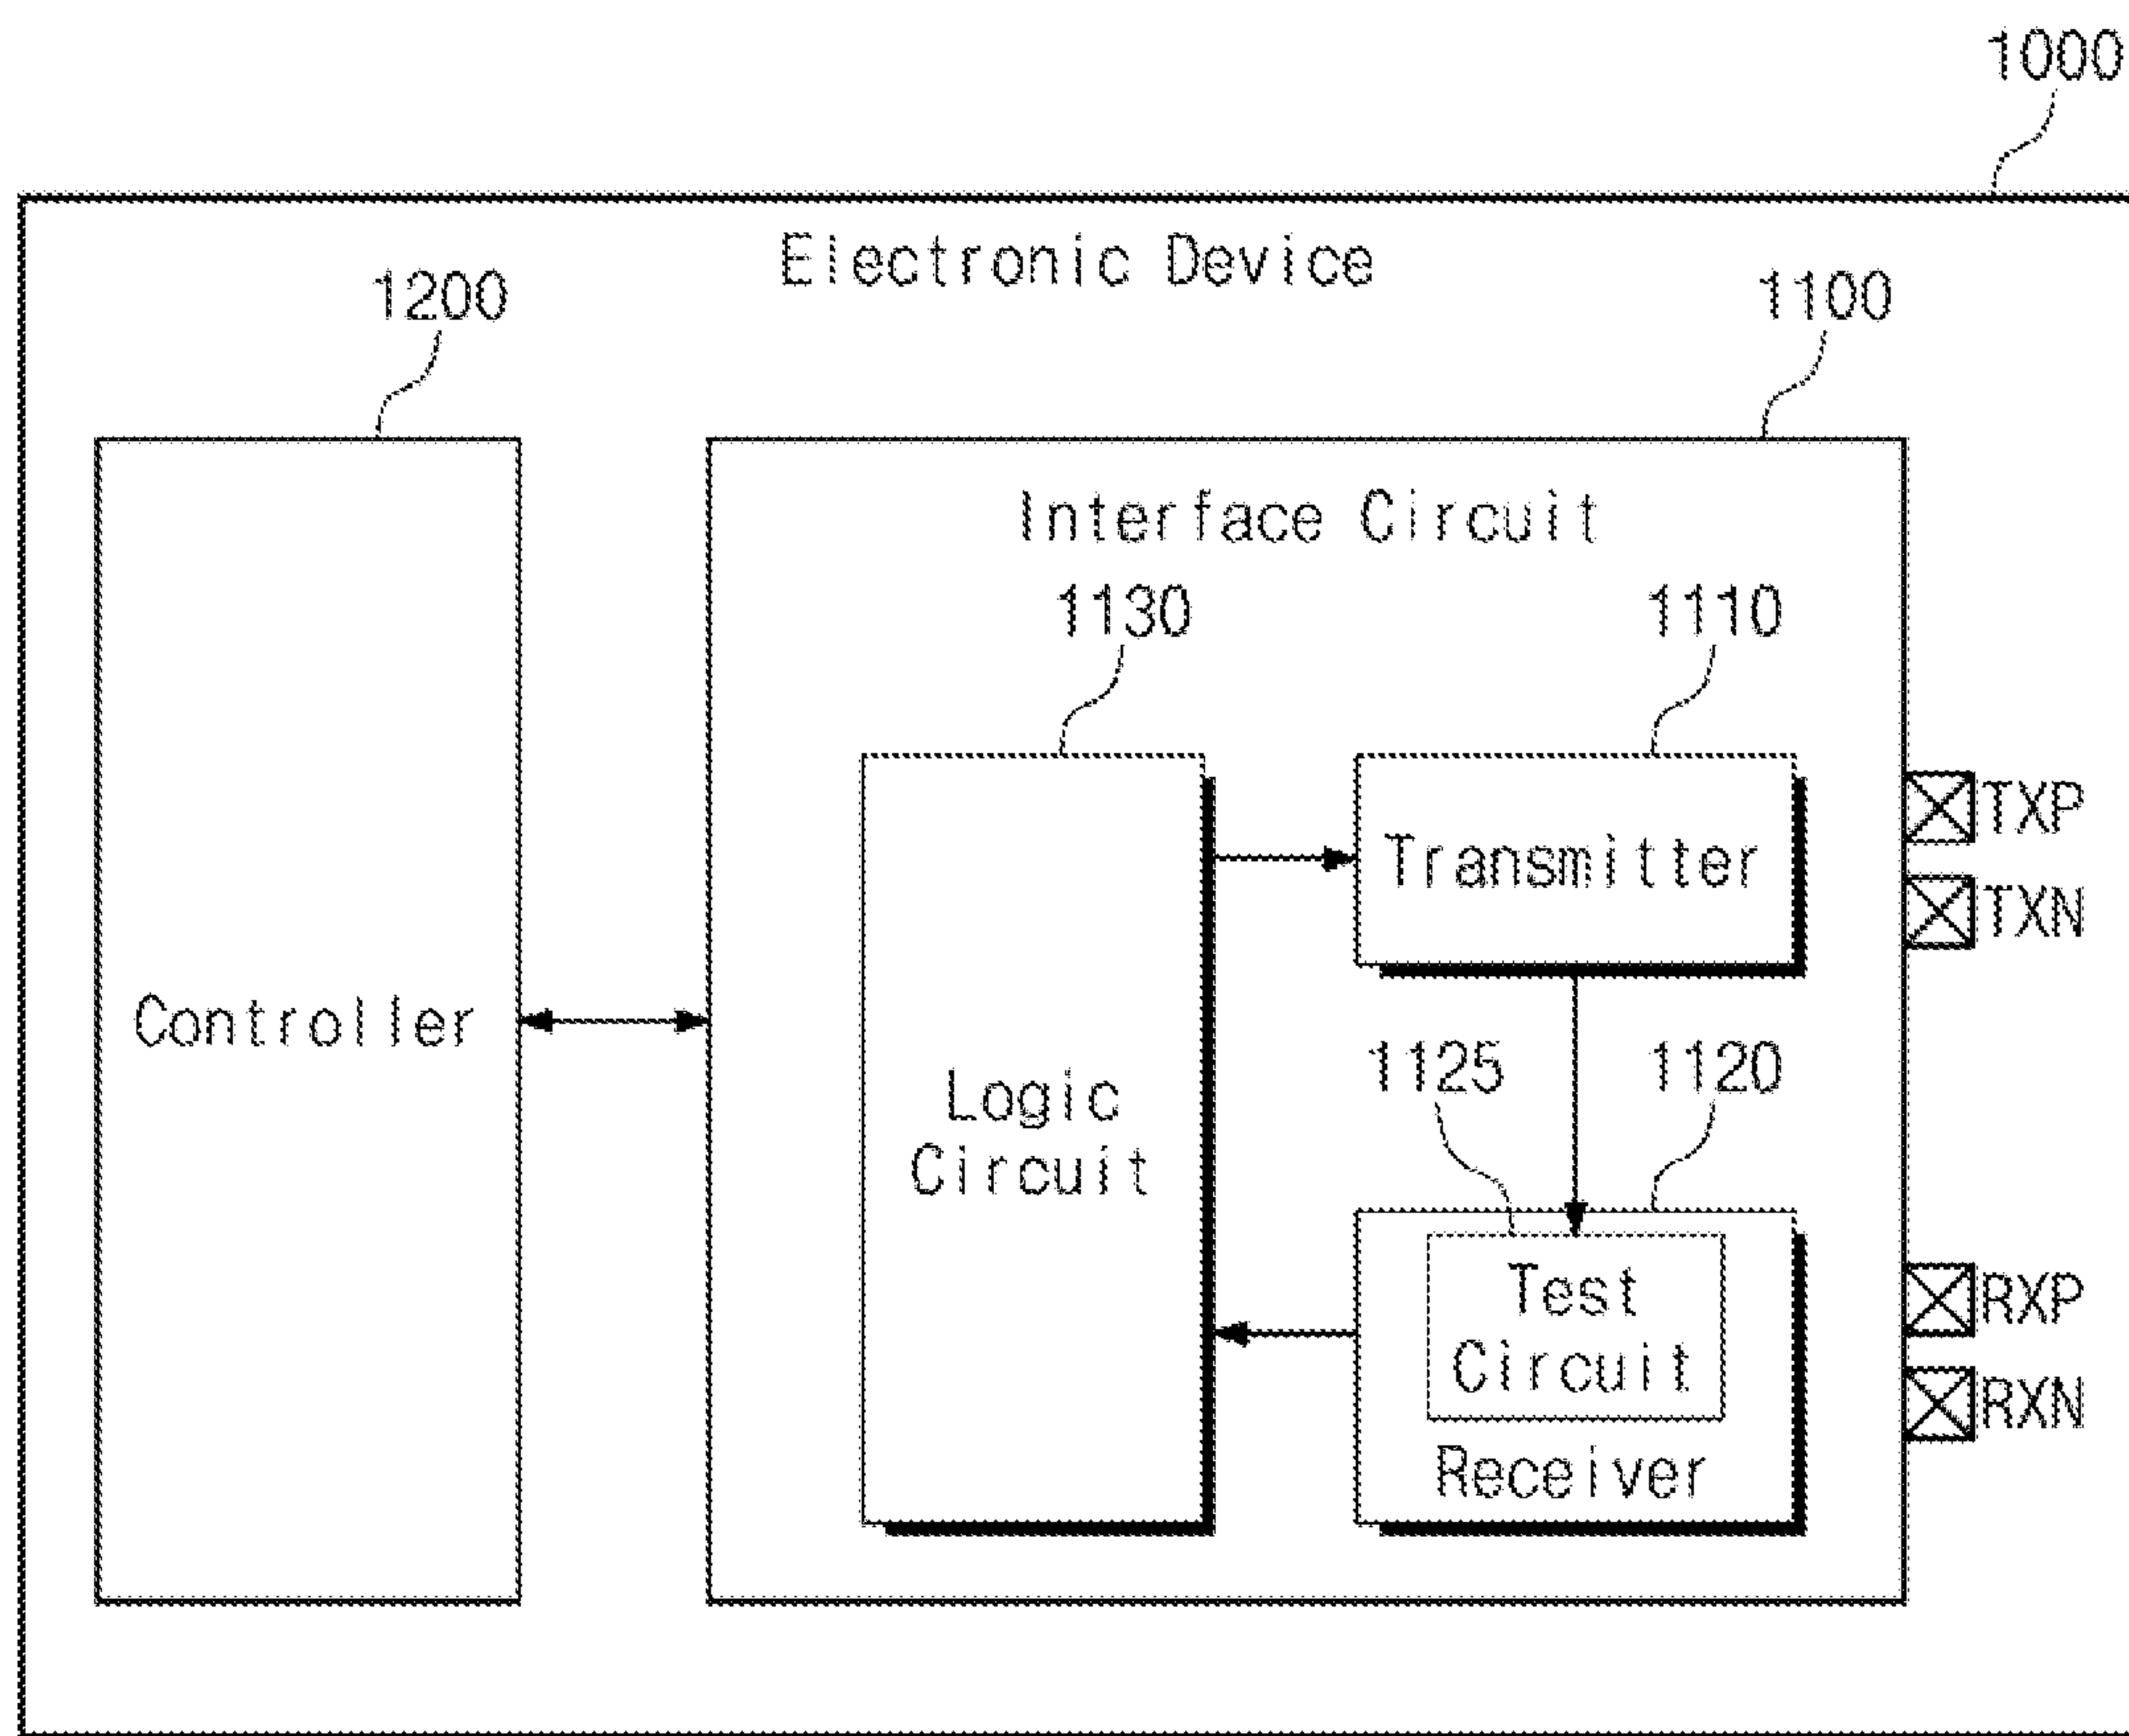 1000
Electronic Device
1200
1100
Interface Circuit
1130
1110
Transmitter
TXP
TXN
Controller
Logic
Circuit
1125
1120
Test
Circuit
Receiver
RXP
RXN